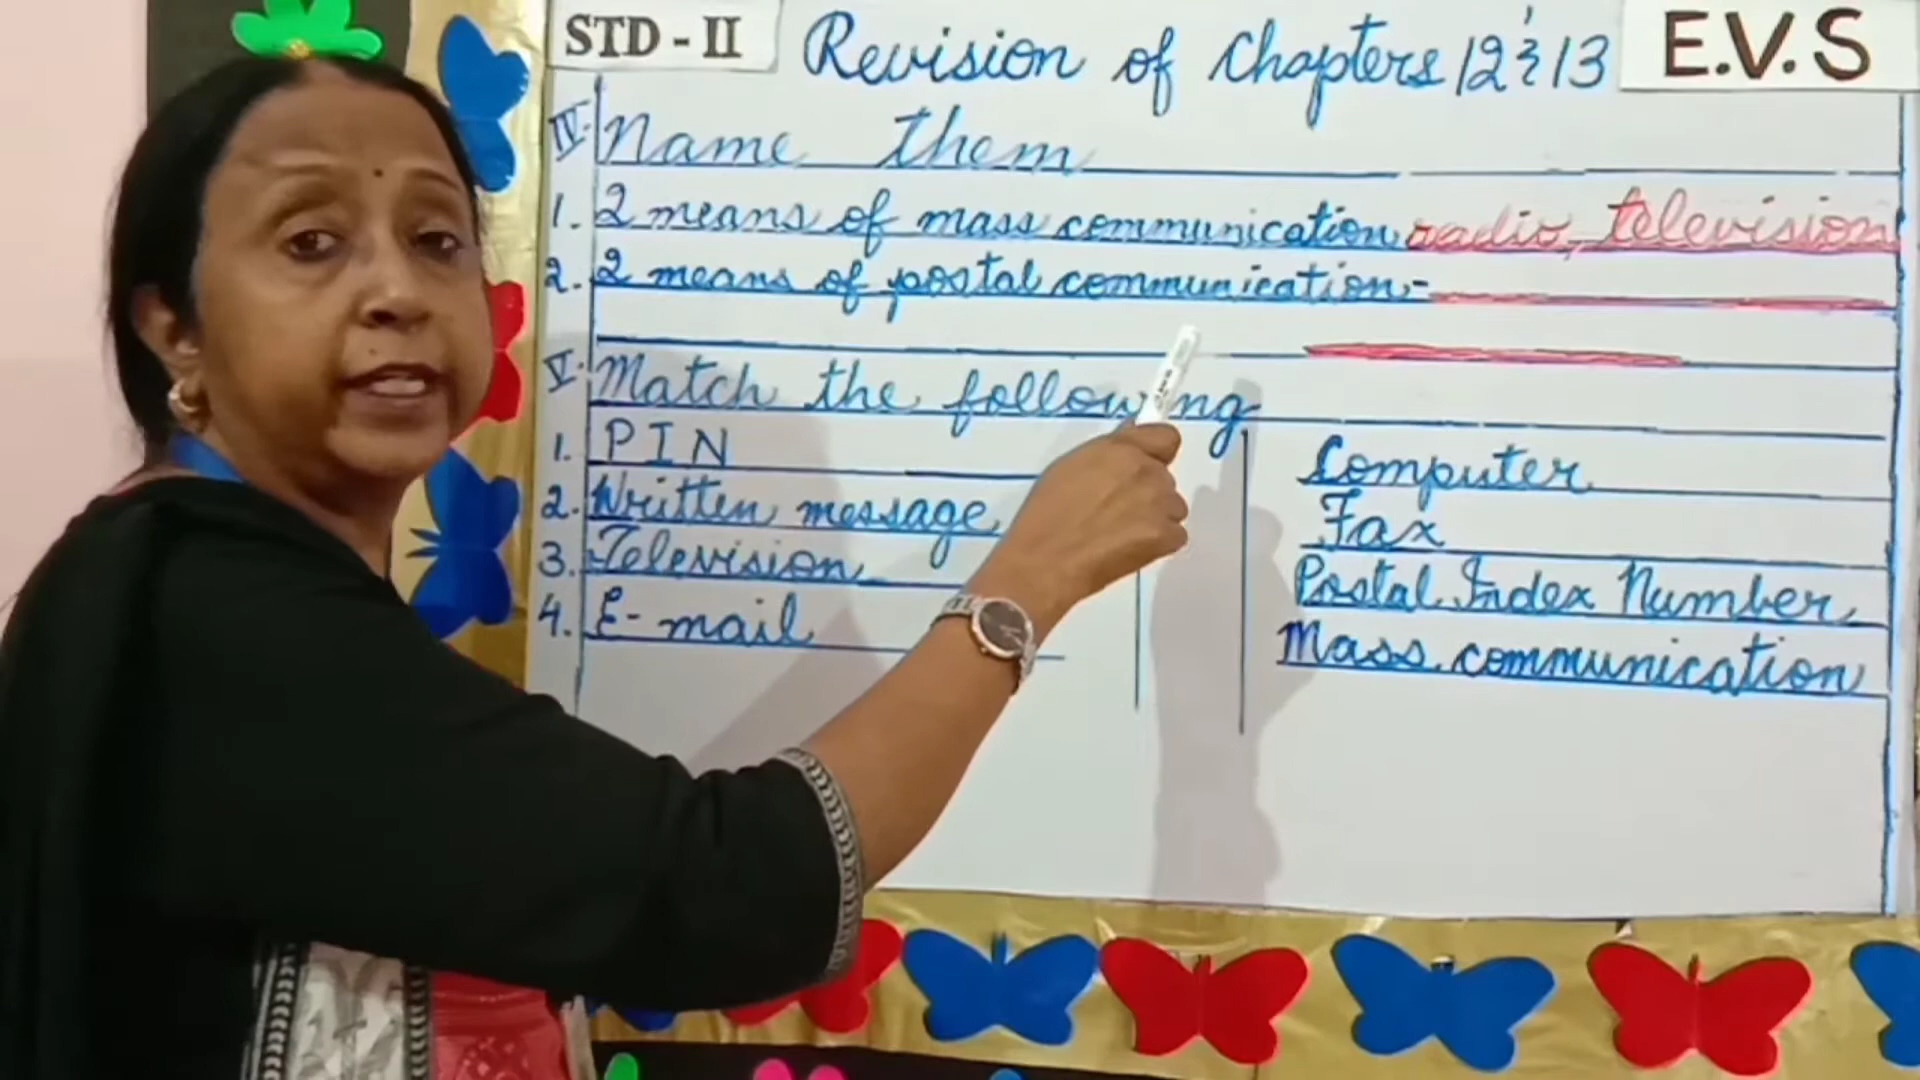 STD - II Revision of Chapters 12 & 13 E.V.S
IV. Name them
1. 2 means of mass communication radio, television
2. 2 means of postal communication-
V. Match the following
1. PIN Computer
2. Written message Fax
3. Television Postal Index Number
4. E-mail Mass communication